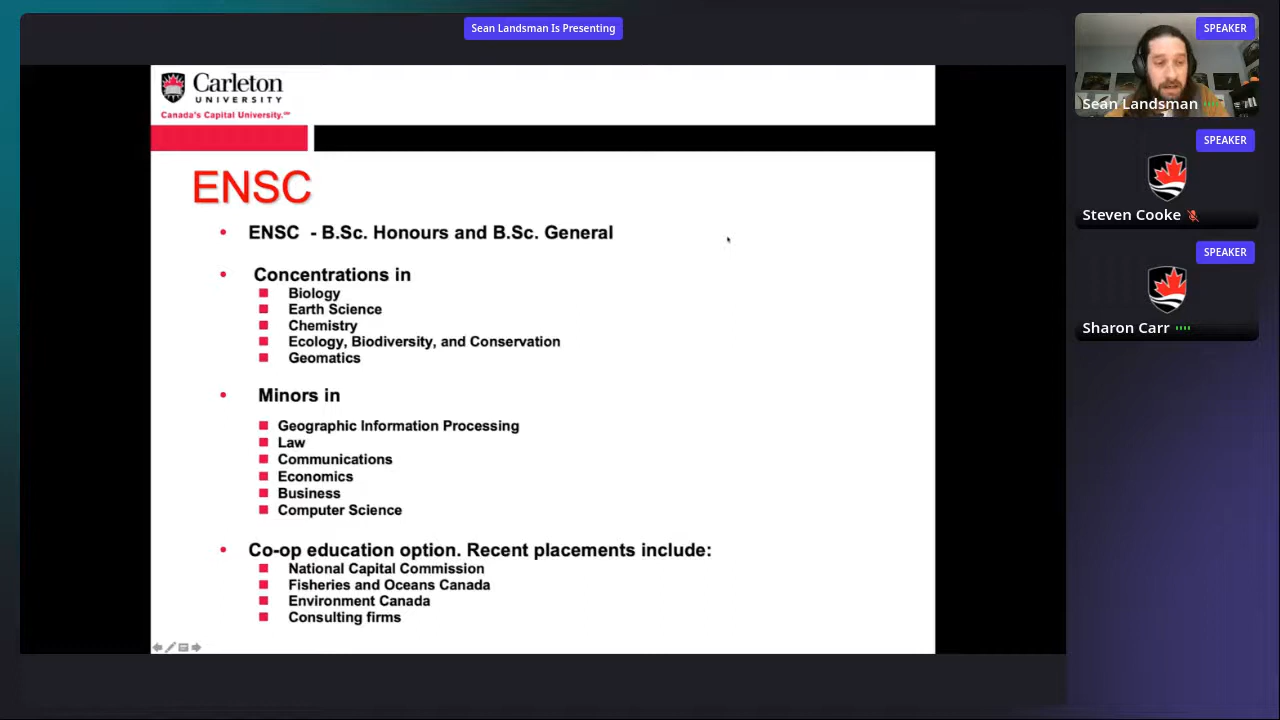 Sean Landsman Is Presenting
Carleton
UNIVERSITY
Canada's Capital University.℠
ENSC
• ENSC - B.Sc. Honours and B.Sc. General
• Concentrations in
Biology
Earth Science
Chemistry
Ecology, Biodiversity, and Conservation
Geomatics
• Minors in
Geographic Information Processing
Law
Communications
Economics
Business
Computer Science
• Co-op education option. Recent placements include:
National Capital Commission
Fisheries and Oceans Canada
Environment Canada
Consulting firms
SPEAKER
Sean Landsman
SPEAKER
Steven Cooke
SPEAKER
Sharon Carr